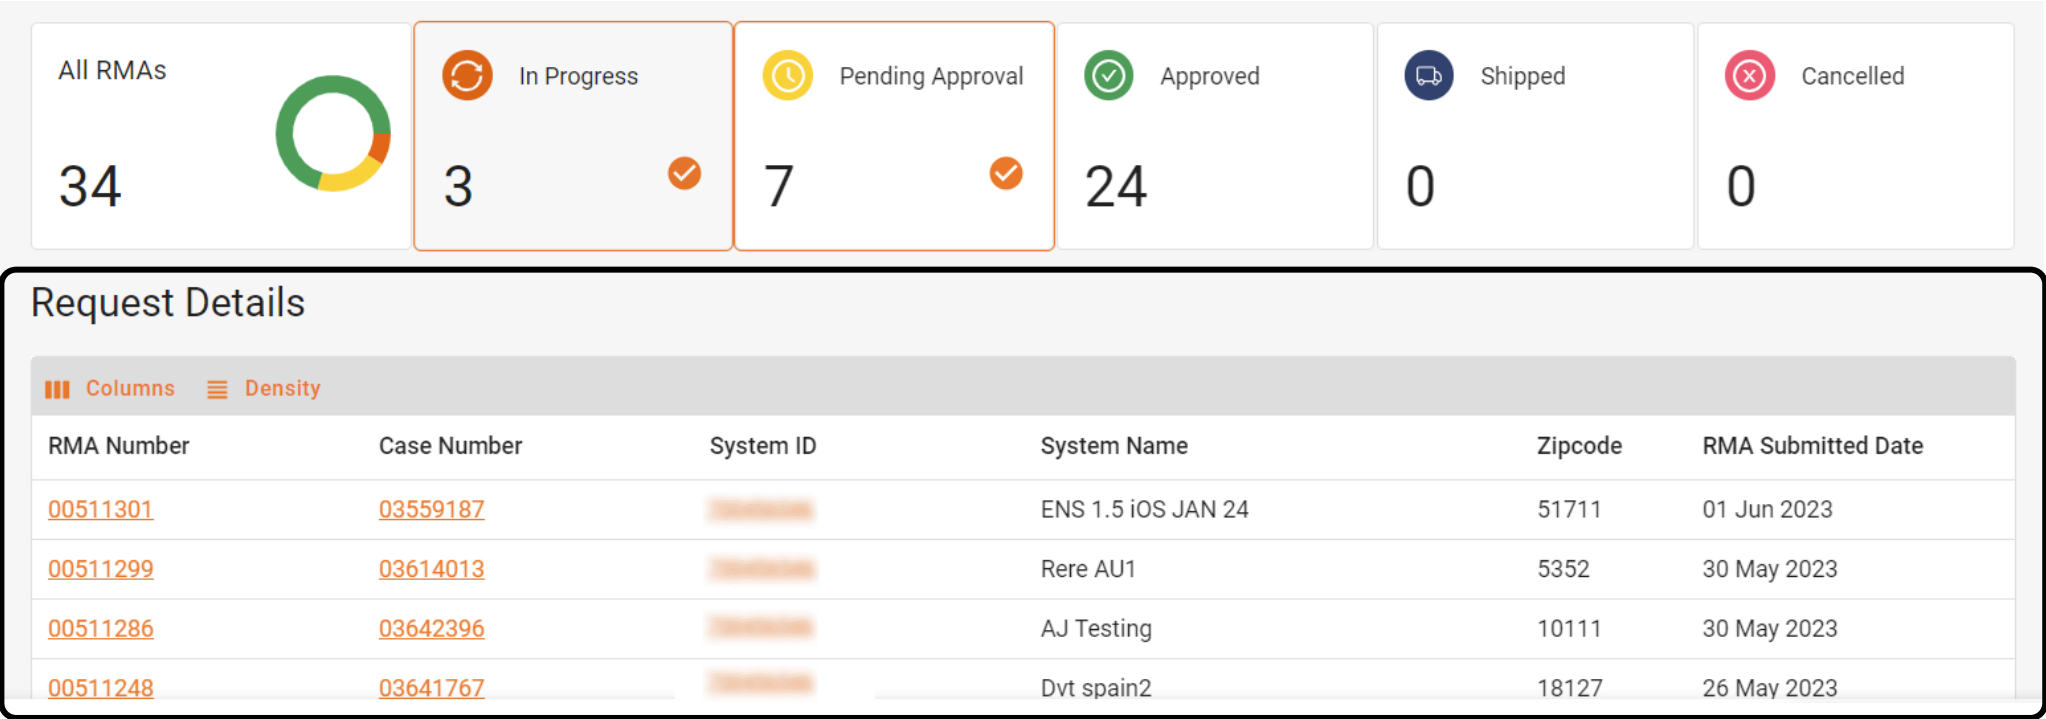 All RMAs
34
In Progress
3
Pending Approval
7
Approved
24
Shipped
0
Cancelled
0
Request Details
Columns Density
RMA Number Case Number System ID System Name Zipcode RMA Submitted Date
00511301 03559187 ENS 1.5 iOS JAN 24 51711 01 Jun 2023
00511299 03614013 Rere AU1 5352 30 May 2023
00511286 03642396 AJ Testing 10111 30 May 2023
00511248 03641767 Dvt spain2 18127 26 May 2023